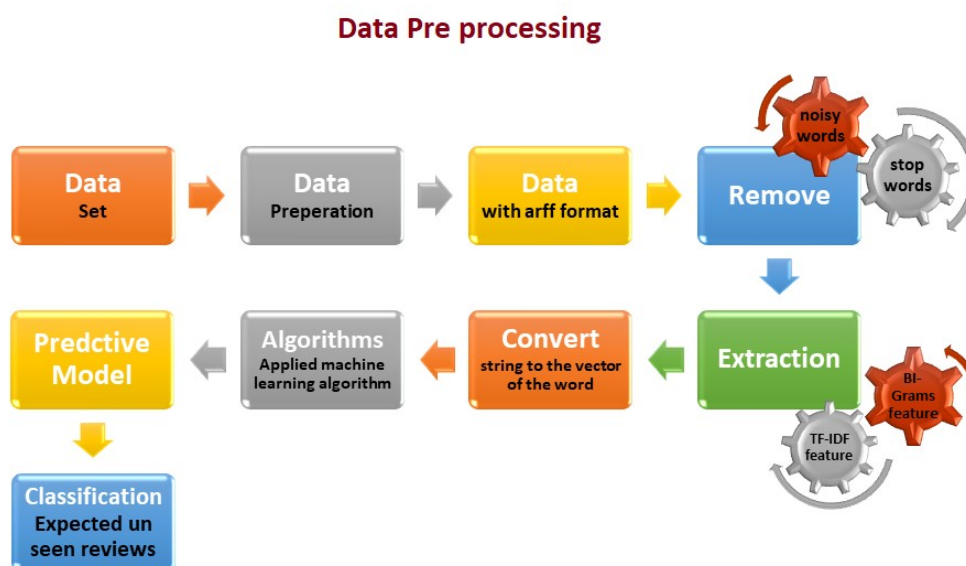 Data Pre processing
noisy
words
stop
words
Data
Set
Data
Preperation
Data
with arff format
Remove
Predctive
Model
Algorithms
Applied machine
learning algorithm
Convert
string to the vector
of the word
Extraction
BI-
Grams
feature
TF-IDF
feature
Classification
Expected un
seen reviews